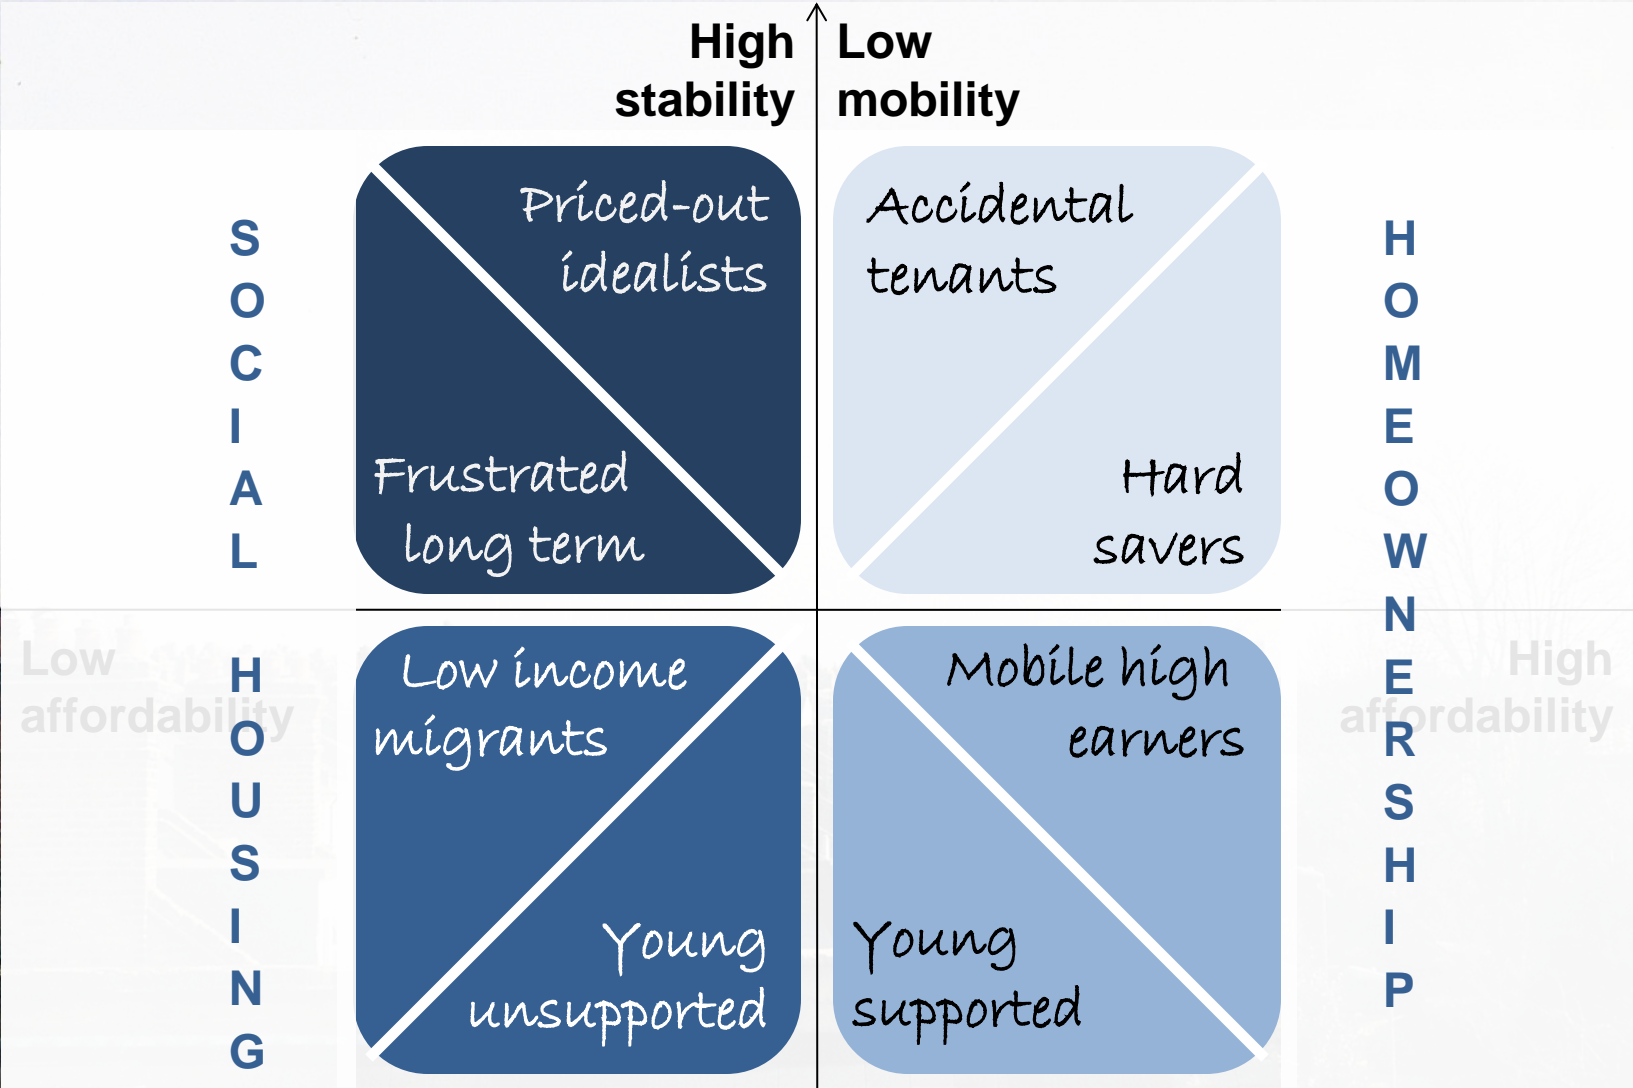 High
stability
Low
mobility
Priced-out
idealists
Frustrated
long term
Accidental
tenants
Hard
savers
SOCIAL
HOUSING
HOMEOWNERSHIP
Low
affordability
High
affordability
Low income
migrants
Young
unsupported
Mobile high
earners
Young
supported